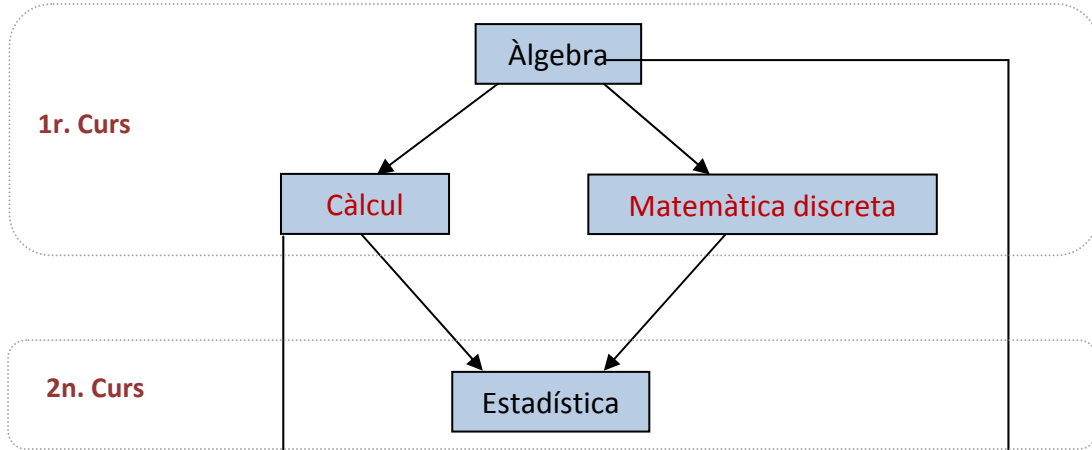 Àlgebra
1r. Curs
Càlcul
Matemàtica discreta
2n. Curs
Estadística